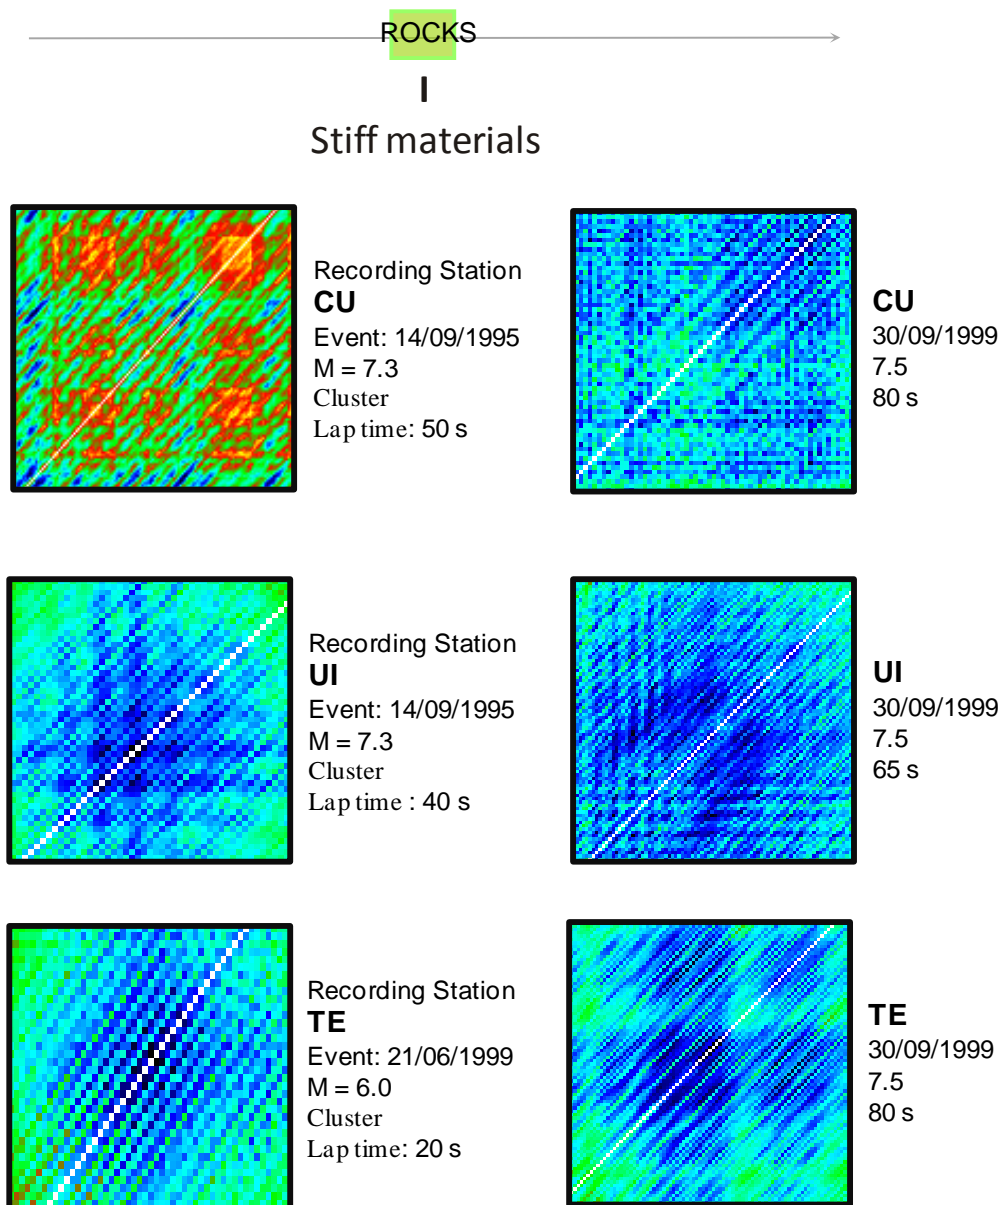 ROCKS
I
Stiff materials
Recording Station
CU
Event: 14/09/1995
M = 7.3
Cluster
Lap time: 50 s
CU
30/09/1999
7.5
80 s
Recording Station
UI
Event: 14/09/1995
M = 7.3
Cluster
Lap time : 40 s
UI
30/09/1999
7.5
65 s
Recording Station
TE
Event: 21/06/1999
M = 6.0
Cluster
Lap time: 20 s
TE
30/09/1999
7.5
80 s